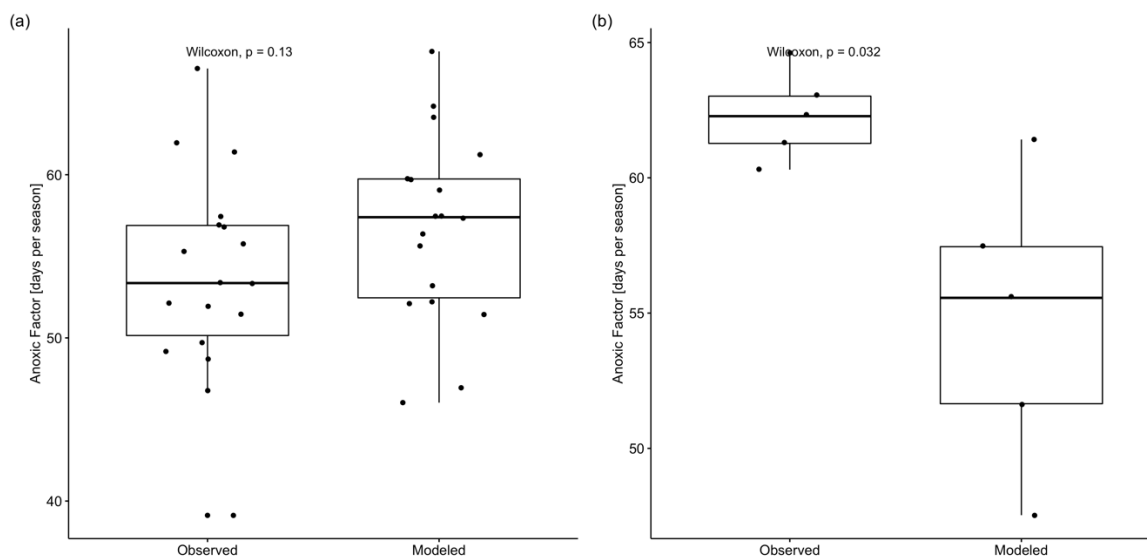 (a)
Wilcoxon, p = 0.13
60
50
40
Anoxic Factor [days per season]
Observed
Modeled
(b)
Wilcoxon, p = 0.032
65
60
55
50
Anoxic Factor [days per season]
Observed
Modeled